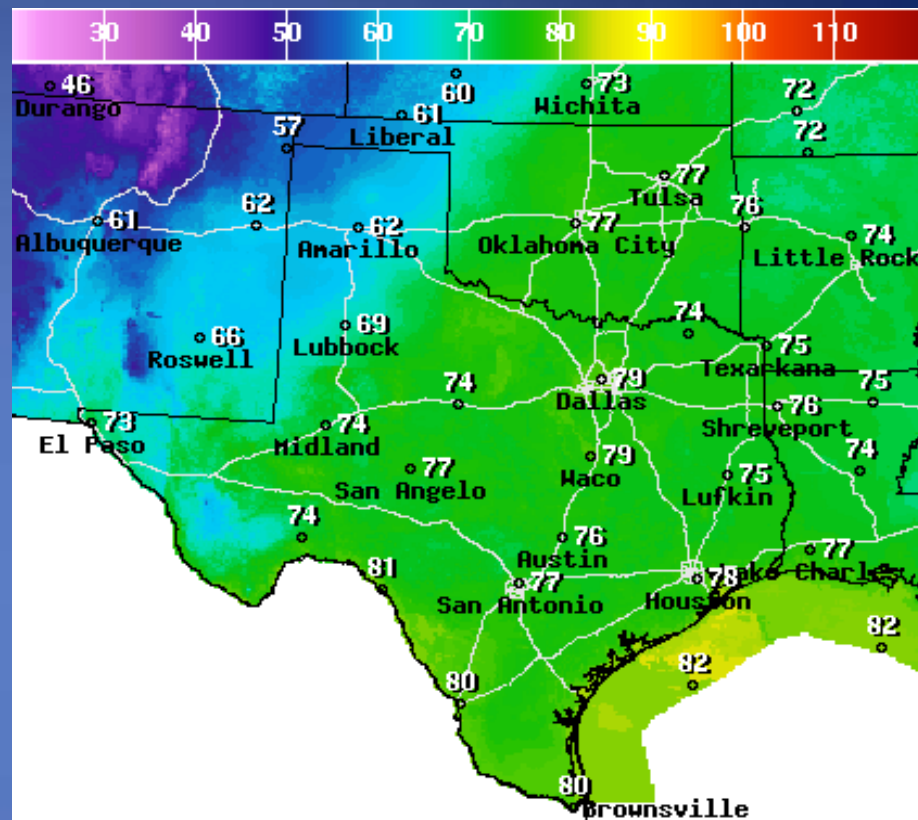 30 40 50 60 70 80 90 100 110
46
Durango
60
73
Wichita
72
61
Liberal
57
72
77
Tulsa
61
Albuquerque
62
62
Amarillo
77
Oklahoma City
76
74
Little Rock
66
Roswell
69
Lubbock
74
75
Texarkana
79
Dallas
74
75
76
Shreveport
73
El Paso
74
Midland
77
San Angelo
79
Waco
75
Lufkin
74
74
76
Austin
77
Lake Charles
81
77
San Antonio
78
Houston
82
82
80
80
Brownsville